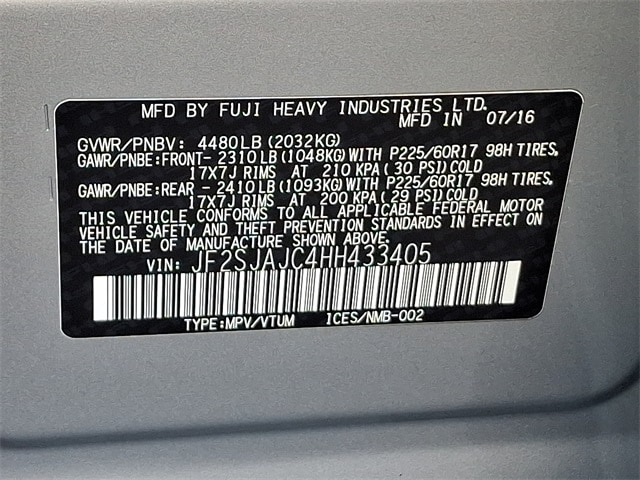 MFD BY FUJI HEAVY INDUSTRIES LTD.
MFD IN 07/16
GVWR/PNBV: 4480LB (2032KG)
GAWR/PNBE:FRONT- 2310LB(1048KG)WITH P225/60R17 98H TIRES,
17X7J RIMS AT 210 KPA( 30 PSI)COLD
GAWR/PNBE:REAR - 2410LB(1093KG)WITH P225/60R17 98H TIRES,
17X7J RIMS AT 200 KPA( 29 PSI)COLD
THIS VEHICLE CONFORMS TO ALL APPLICABLE FEDERAL MOTOR
VEHICLE SAFETY AND THEFT PREVENTION STANDARDS IN EFFECT ON
THE DATE OF MANUFACTURE SHOWN ABOVE.
VIN: JF2SJAJC4HH433405
TYPE:MPV/VTUM ICES/NMB-002